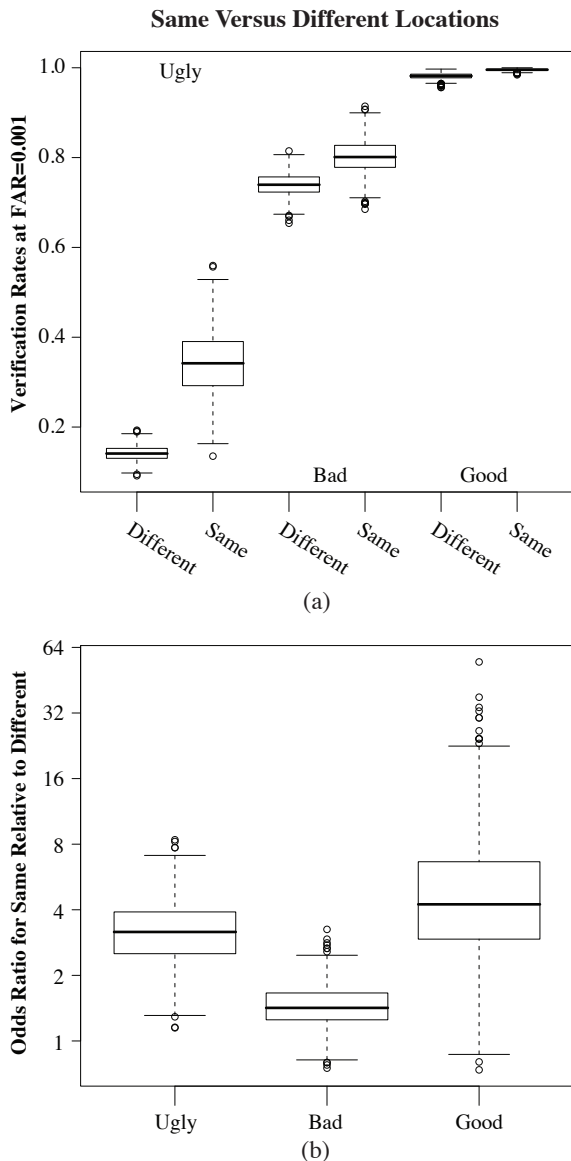 Same Versus Different Locations
Verification Rates at FAR=0.001
1.0
0.8
0.6
0.4
0.2
Ugly
Bad
Good
Different
Same
Different
Same
Different
Same
(a)
Odds Ratio for Same Relative to Different
64
32
16
8
4
2
1
Ugly
Bad
Good
(b)